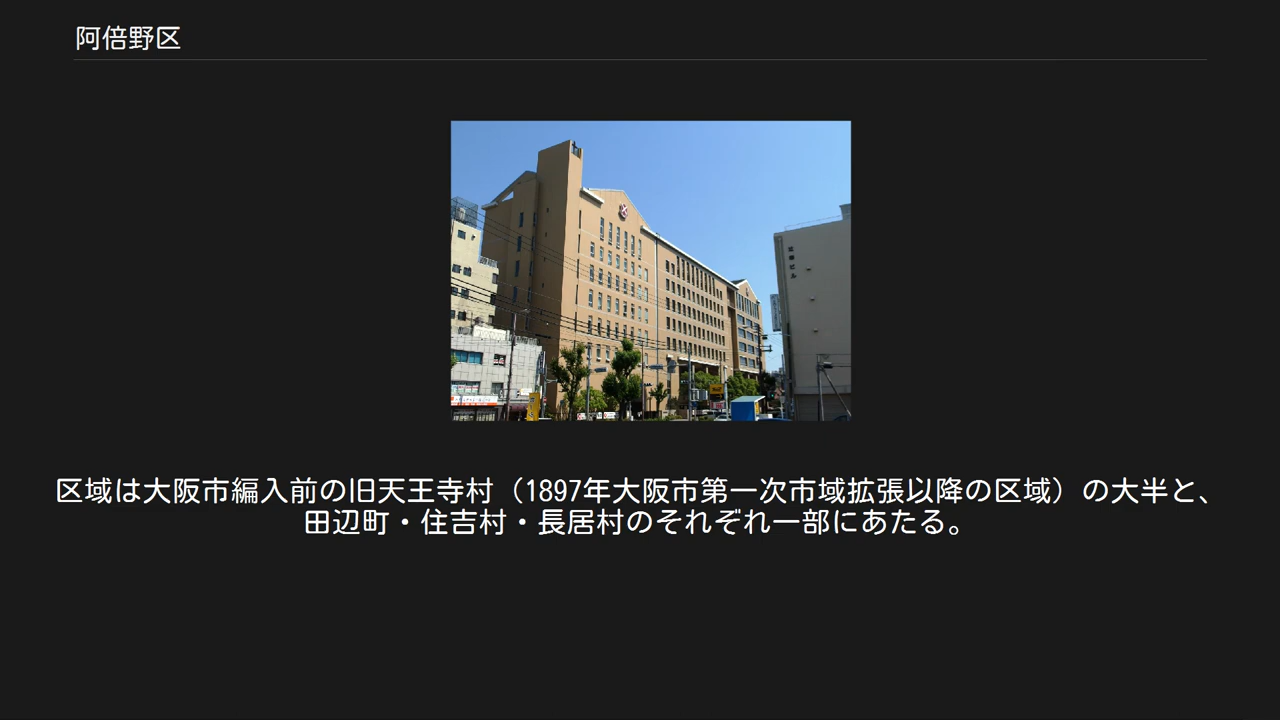 阿倍野区
区域は大阪市編入前の旧天王寺村（1897年大阪市第一次市域拡張以降の区域）の大半と、
田辺町・住吉村・長居村のそれぞれ一部にあたる。